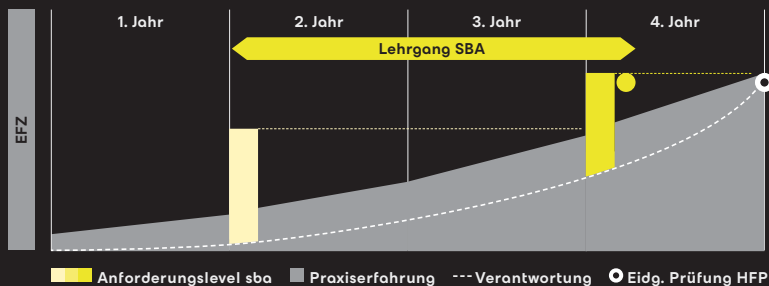 1. Jahr 2. Jahr 3. Jahr 4. Jahr
Lehrgang SBA
EFZ
Anforderungslevel sba Praxiserfahrung Verantwortung Eidg. Prüfung HFP